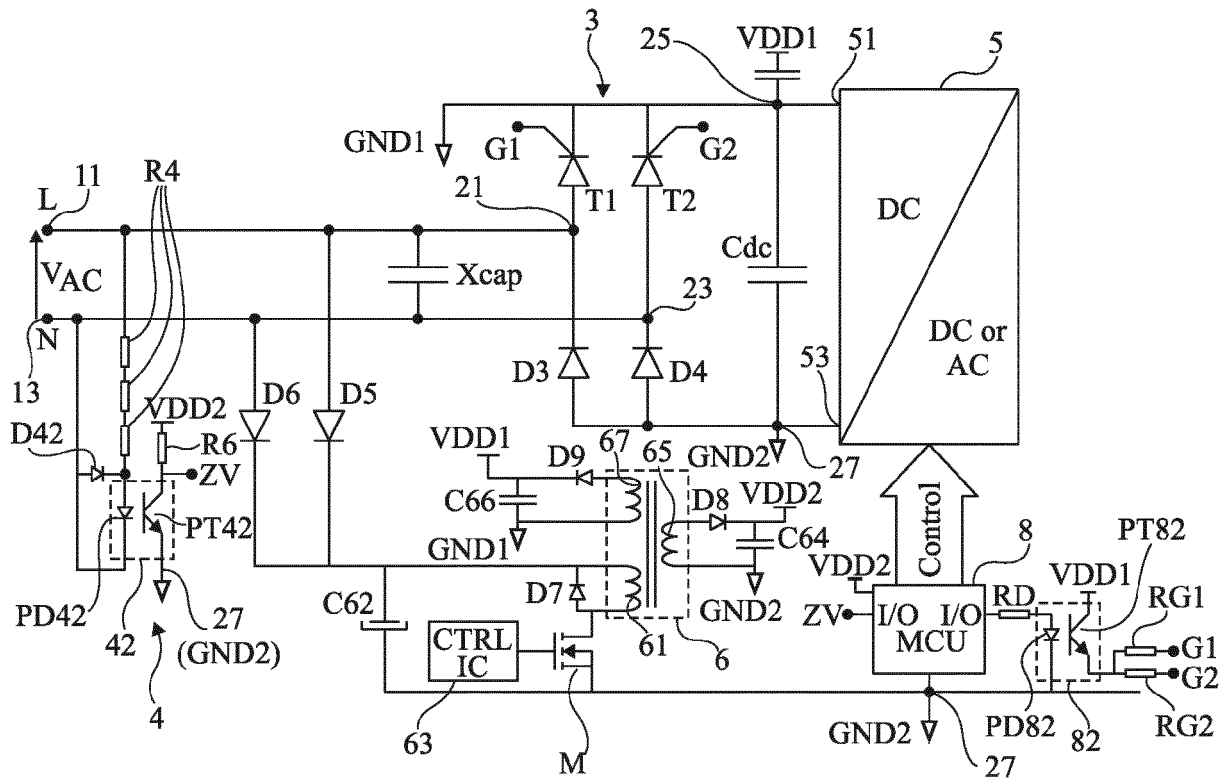 3
25
VDD1
51
5
GND1
G1
G2
R4
11
L
21
T1
T2
DC
VAC
Xcap
Cdc
23
N
13
D3
D4
53
DC or
AC
D6
D5
VDD2
D42
R6
ZV
VDD1
67
65
D9
GND2
27
C66
D8
VDD2
PT42
GND1
C64
Control
8
PT82
VDD2
VDD1
RG1
PD42
42
27
(GND2)
C62
D7
GND2
ZV
I/O
I/O
RD
MCU
G1
G2
CTRL
IC
61
6
4
63
M
GND2
27
PD82
82
RG2